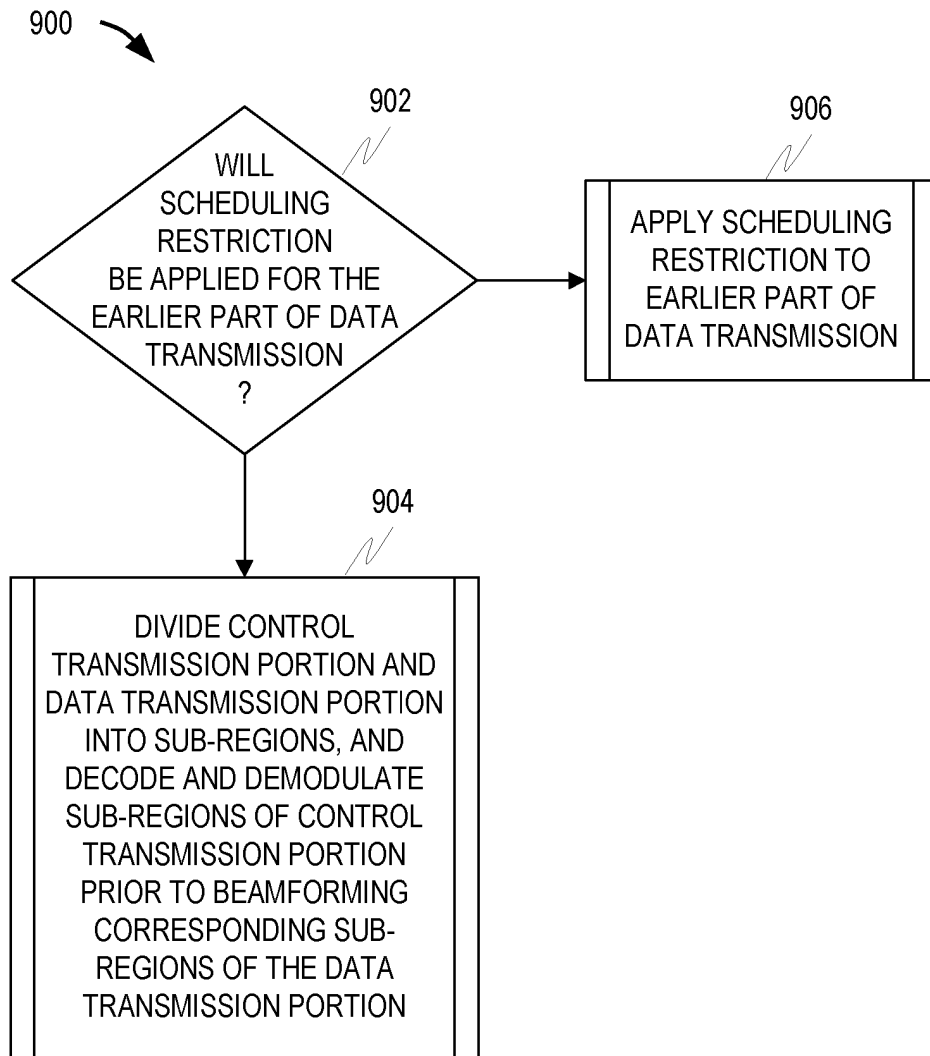 900
902
WILL
SCHEDULING
RESTRICTION
BE APPLIED FOR THE
EARLIER PART OF DATA
TRANSMISSION
?
906
APPLY SCHEDULING
RESTRICTION TO
EARLIER PART OF
DATA TRANSMISSION
904
DIVIDE CONTROL
TRANSMISSION PORTION AND
DATA TRANSMISSION PORTION
INTO SUB-REGIONS, AND
DECODE AND DEMODULATE
SUB-REGIONS OF CONTROL
TRANSMISSION PORTION
PRIOR TO BEAMFORMING
CORRESPONDING SUB-
REGIONS OF THE DATA
TRANSMISSION PORTION